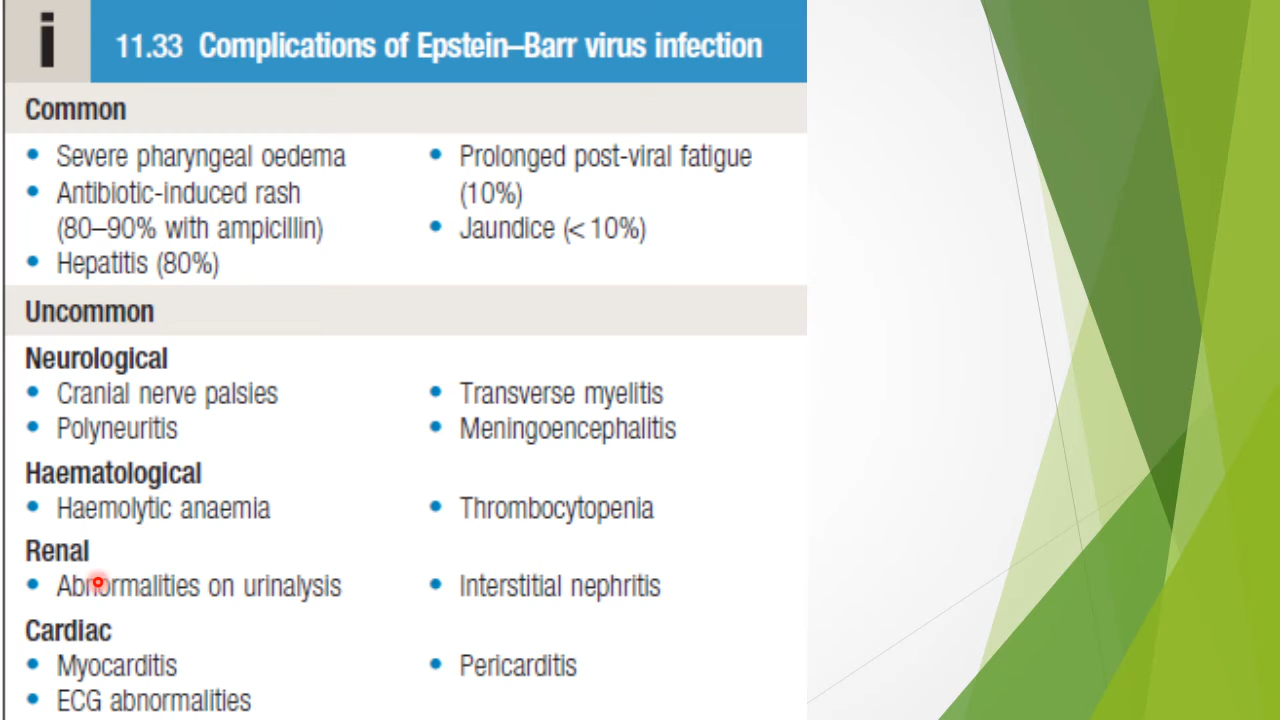 i
11.33 Complications of Epstein–Barr virus infection
Common
• Severe pharyngeal oedema
• Antibiotic-induced rash
(80–90% with ampicillin)
• Hepatitis (80%)
• Prolonged post-viral fatigue
(10%)
• Jaundice (< 10%)
Uncommon
Neurological
• Cranial nerve palsies
• Polyneuritis
• Transverse myelitis
• Meningoencephalitis
Haematological
• Haemolytic anaemia
• Thrombocytopenia
Renal
• Abnormalities on urinalysis
• Interstitial nephritis
Cardiac
• Myocarditis
• ECG abnormalities
• Pericarditis